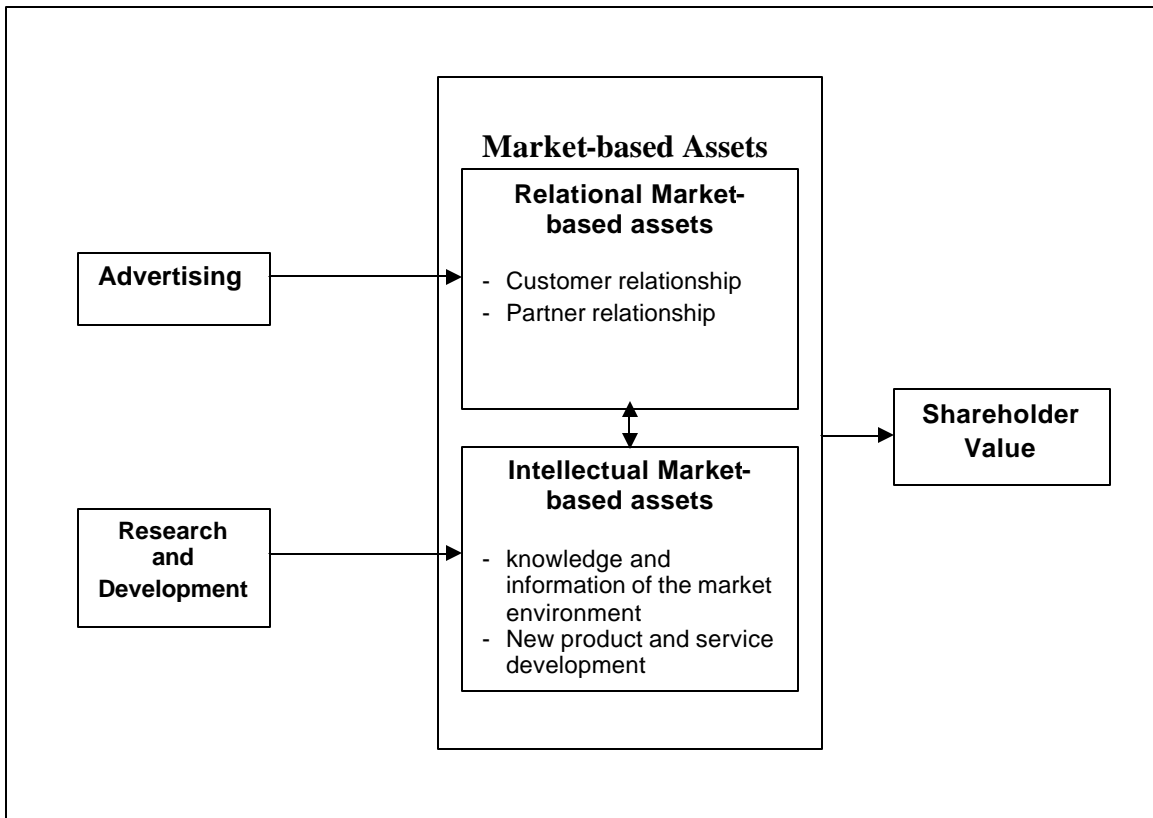 Market-based Assets
Relational Market-
based assets
- Customer relationship
- Partner relationship
Advertising
Shareholder
Value
Intellectual Market-
based assets
- knowledge and
information of the market
environment
- New product and service
development
Research
and
Development